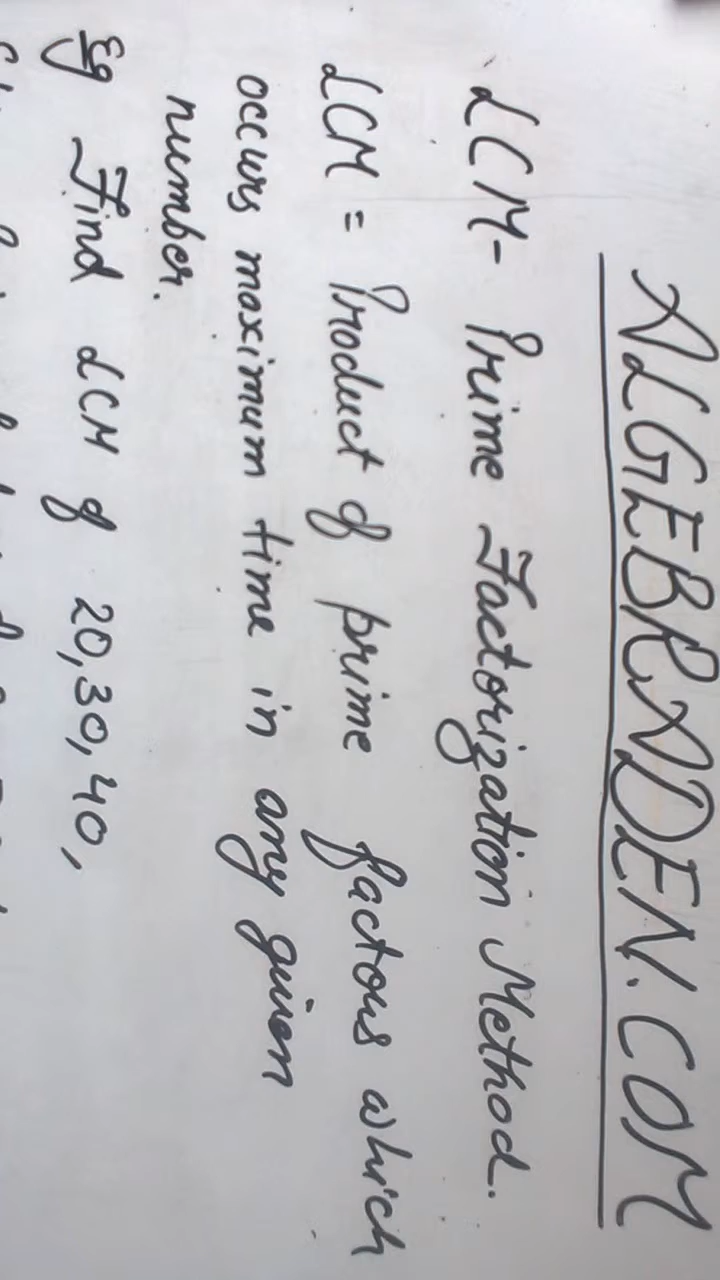 ALGEBRADEN.COM
LCM- Prime Factorization Method.
LCM = Product of prime factors which
occurs maximum time in any given
number.
Eg Find LCM of 20,30,40,